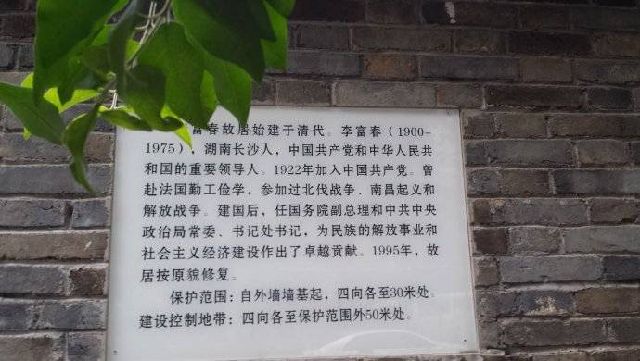 富春故居始建于清代。李富春(1900-
1975),湖南长沙人,中国共产党和中华人民共
和国的重要领导人。1922年加入中国共产党。曾
赴法国勤工俭学,参加过北伐战争、南昌起义和
解放战争。建国后,任国务院副总理和中共中央
政治局常委、书记处书记,为民族的解放事业和
社会主义经济建设作出了卓越贡献。1995年,故
居按原貌修复。
保护范围:自外墙墙基起,四向各至30米处。
建设控制地带:四向各至保护范围外50米处。